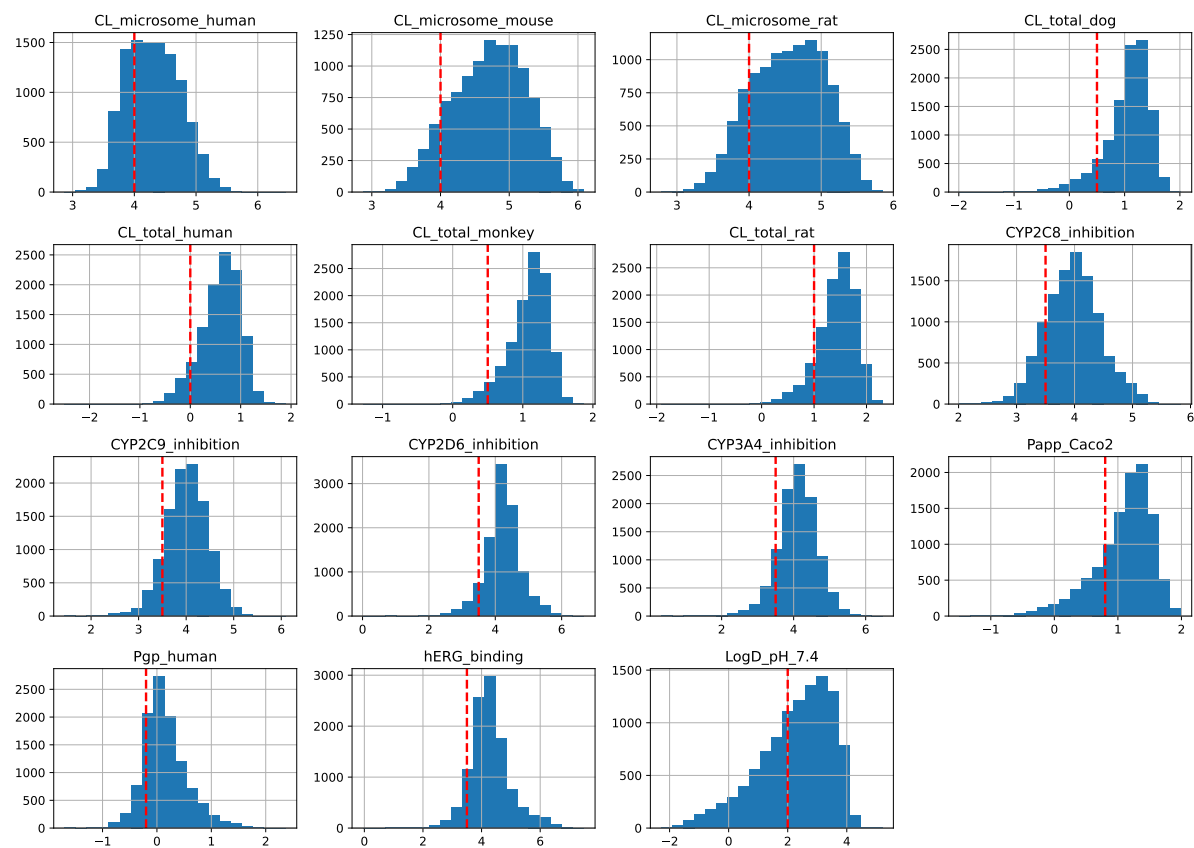 CL_microsome_human CL_microsome_mouse CL_microsome_rat CL_total_dog
1500 1000 500 0
3 4 5 6
1250 1000 750 500 250 0
3 4 5 6
1000 750 500 250 0
3 4 5 6
2500 2000 1500 1000 500 0
−2 −1 0 1 2
CL_total_human CL_total_monkey CL_total_rat CYP2C8_inhibition
2500 2000 1500 1000 500 0
−2 −1 0 1 2
2500 2000 1500 1000 500 0
−1 0 1 2
2500 2000 1500 1000 500 0
−2 −1 0 1 2
1500 1000 500 0
2 3 4 5 6
CYP2C9_inhibition CYP2D6_inhibition CYP3A4_inhibition Papp_Caco2
2000 1500 1000 500 0
2 3 4 5 6
3000 2000 1000 0
0 2 4 6
2500 2000 1500 1000 500 0
2 4 6
2000 1500 1000 500 0
−1 0 1 2
Pgp_human hERG_binding LogD_pH_7.4
2500 2000 1500 1000 500 0
−1 0 1 2
3000 2000 1000 0
0 2 4 6
1500 1000 500 0
−2 0 2 4